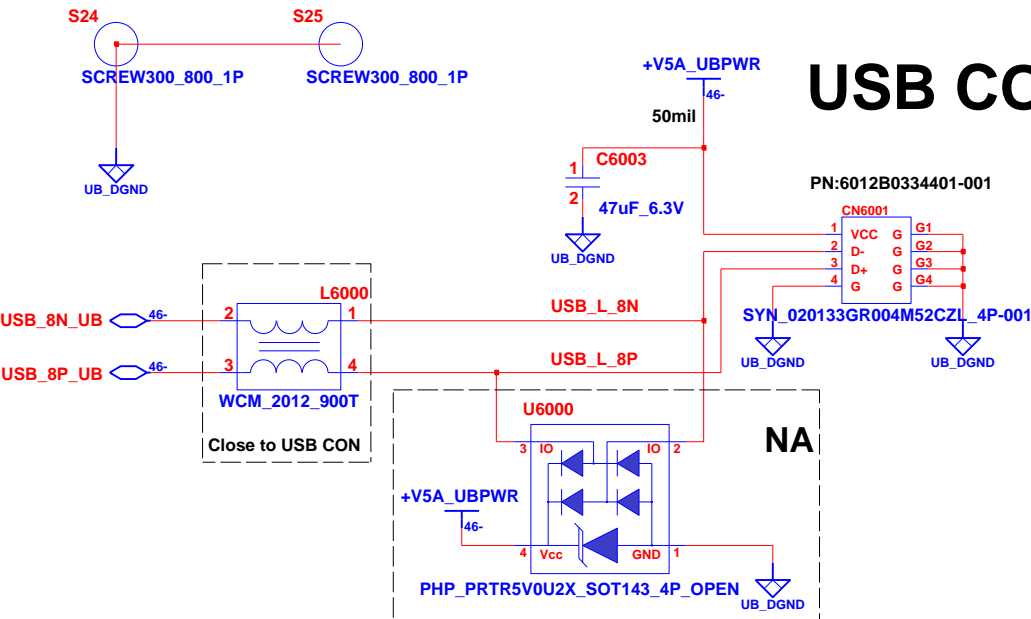 S24
S25
SCREW300_800_1P
SCREW300_800_1P
UB_DGND
+V5A_UBPWR
46-
50mil
USB CO
1
C6003
2
47uF_6.3V
UB_DGND
PN:6012B0334401-001
CN6001
1 VCC G G1
2 D- G G2
3 D+ G G3
4 G G G4
SYN_020133GR004M52CZL_4P-001
UB_DGND
UB_DGND
L6000
USB_8N_UB 46- 2 1 USB_L_8N
USB_8P_UB 46- 3 4 USB_L_8P
WCM_2012_900T
Close to USB CON
U6000
NA
3 IO IO 2
+V5A_UBPWR
46-
4 Vcc GND 1
PHP_PRTR5V0U2X_SOT143_4P_OPEN
UB_DGND